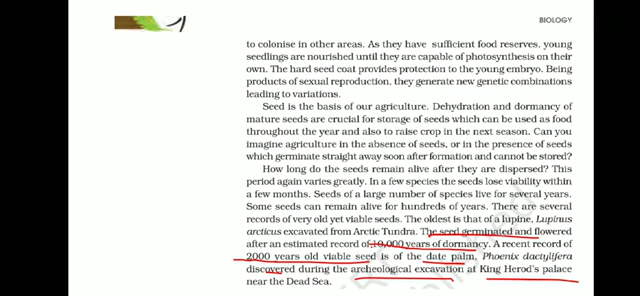 BIOLOGY
to colonise in other areas. As they have sufficient food reserves, young
seedlings are nourished until they are capable of photosynthesis on their
own. The hard seed coat provides protection to the young embryo. Being
products of sexual reproduction, they generate new genetic combinations
leading to variations.
Seed is the basis of our agriculture. Dehydration and dormancy of
mature seeds are crucial for storage of seeds which can be used as food
throughout the year and also to raise crop in the next season. Can you
imagine agriculture in the absence of seeds, or in the presence of seeds
which germinate straight away soon after formation and cannot be stored?
How long do the seeds remain alive after they are dispersed? This
period again varies greatly. In a few species the seeds lose viability within
a few months. Seeds of a large number of species live for several years.
Some seeds can remain alive for hundreds of years. There are several
records of very old yet viable seeds. The oldest is that of a lupine, Lupinus
arcticus excavated from Arctic Tundra. The seed germinated and flowered
after an estimated record of 10,000 years of dormancy. A recent record of
2000 years old viable seed is of the date palm, Phoenix dactylifera
discovered during the archeological excavation at King Herod's palace
near the Dead Sea.